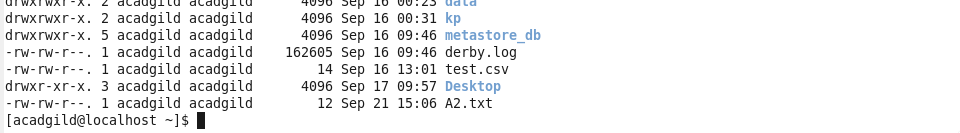 drwxrwxr-x. 2 acadgild acadgild      4096 Sep 16 00:23 data
drwxrwxr-x. 2 acadgild acadgild      4096 Sep 16 00:31 kp
drwxrwxr-x. 5 acadgild acadgild      4096 Sep 16 09:46 metastore_db
-rw-rw-r--. 1 acadgild acadgild    162605 Sep 16 09:46 derby.log
-rw-rw-r--. 1 acadgild acadgild        14 Sep 16 13:01 test.csv
drwxr-xr-x. 3 acadgild acadgild      4096 Sep 17 09:57 Desktop
-rw-rw-r--. 1 acadgild acadgild        12 Sep 21 15:06 A2.txt
[acadgild@localhost ~]$